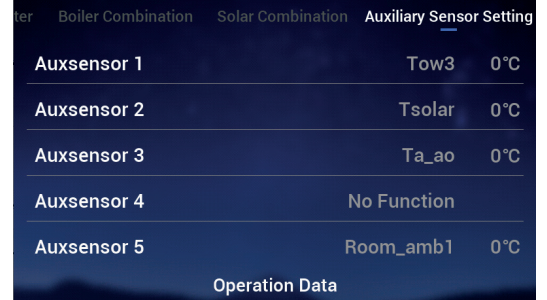 ter Boiler Combination Solar Combination Auxiliary Sensor Setting
Auxsensor 1 Tow3 0°C
Auxsensor 2 Tsolar 0°C
Auxsensor 3 Ta_ao 0°C
Auxsensor 4 No Function
Auxsensor 5 Room_amb1 0°C
Operation Data